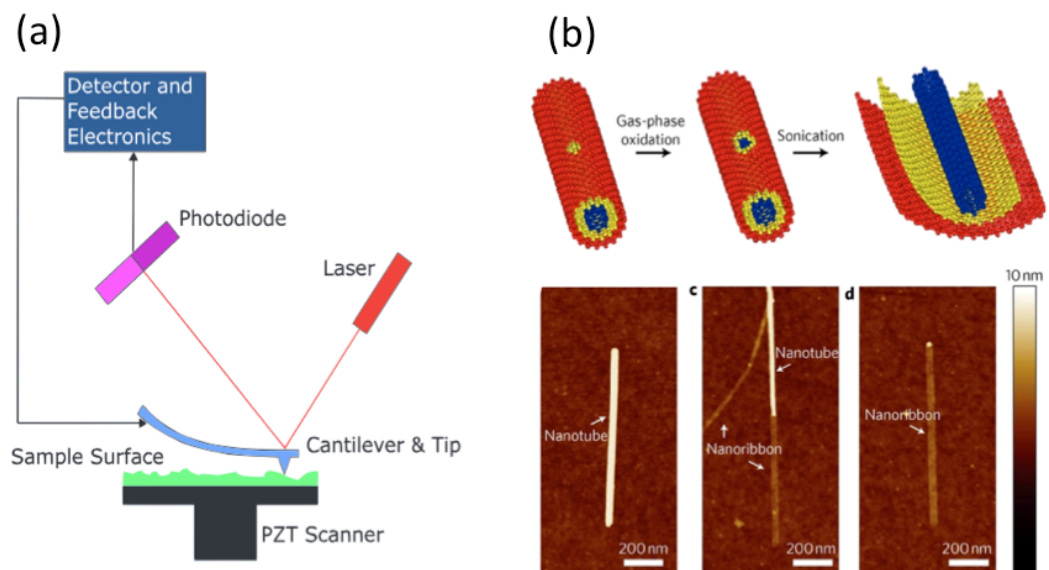 (a)
Detector and
Feedback
Electronics
Photodiode
Laser
Cantilever & Tip
Sample Surface
PZT Scanner
(b)
Gas-phase
oxidation
Sonication
10 nm
c
d
Nanotube
200 nm
Nanotube
Nanoribbon
200 nm
Nanoribbon
200 nm